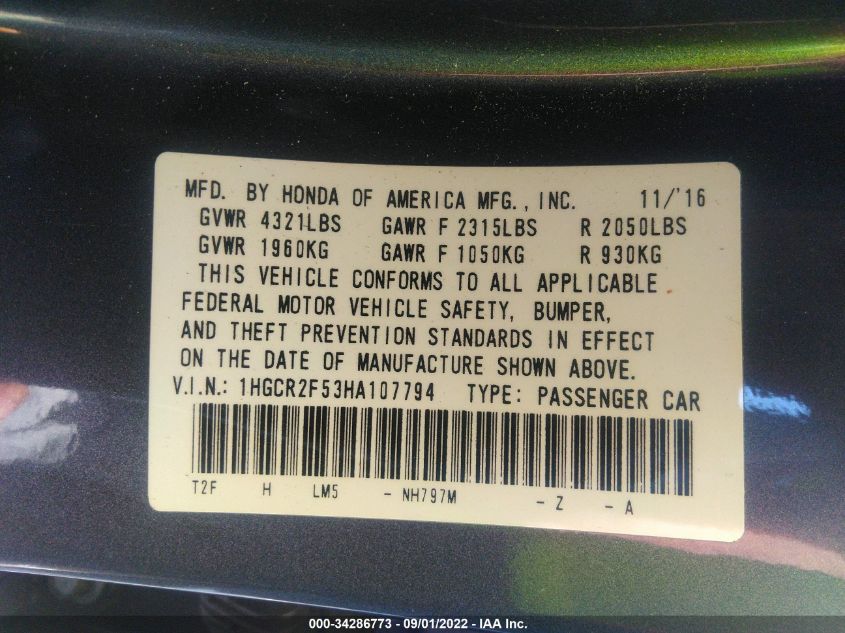 MFD. BY HONDA OF AMERICA MFG., INC. 11/'16
GVWR 4321LBS GAWR F 2315LBS R 2050LBS
GVWR 1960KG GAWR F 1050KG R 930KG
THIS VEHICLE CONFORMS TO ALL APPLICABLE
FEDERAL MOTOR VEHICLE SAFETY, BUMPER,
AND THEFT PREVENTION STANDARDS IN EFFECT
ON THE DATE OF MANUFACTURE SHOWN ABOVE.
V.I.N.: 1HGCR2F53HA107794 TYPE: PASSENGER CAR
T2F H LM5 - NH797M - Z - A
000-34286773 - 09/01/2022 - IAA Inc.